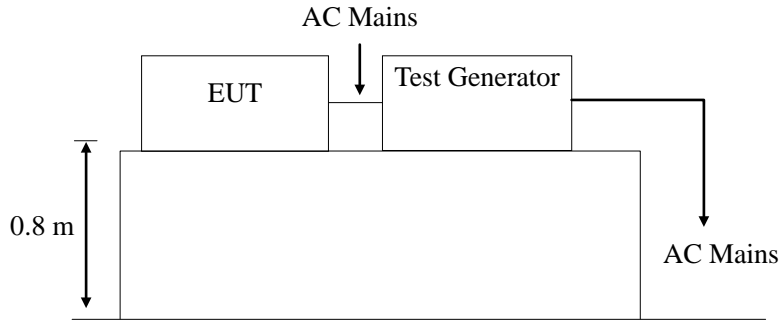 AC Mains
EUT
Test Generator
0.8 m
AC Mains